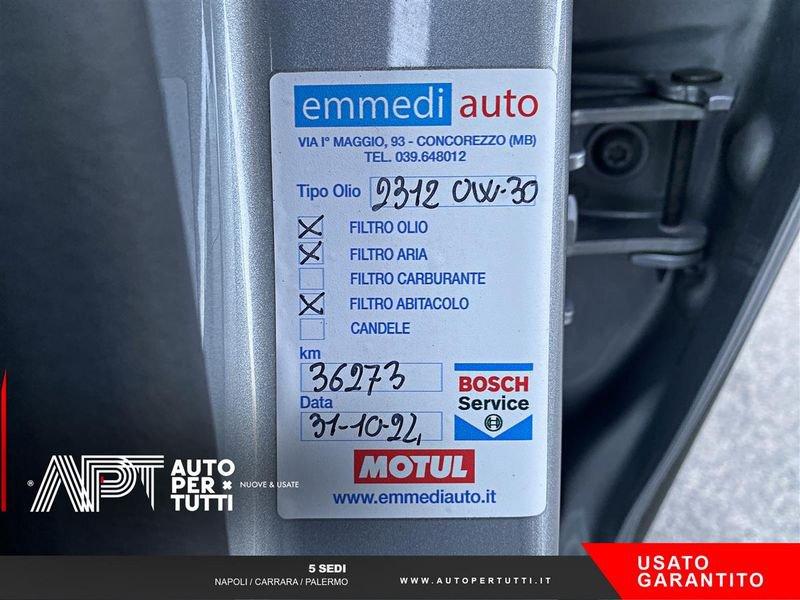 emmedi auto
VIA I° MAGGIO, 93 - CONCOREZZO (MB)
TEL. 039.648012
Tipo Olio 2312 0W-30
FILTRO OLIO
FILTRO ARIA
FILTRO CARBURANTE
FILTRO ABITACOLO
CANDELE
km
36273
Data
31-10-24
BOSCH
Service
MOTUL
www.emmediauto.it
® APT AUTO
PER
TUTTI
NUOVE & USATE
5 SEDI
NAPOLI / CARRARA / PALERMO
WWW.AUTOPERTUTTI.IT
USATO
GARANTITO